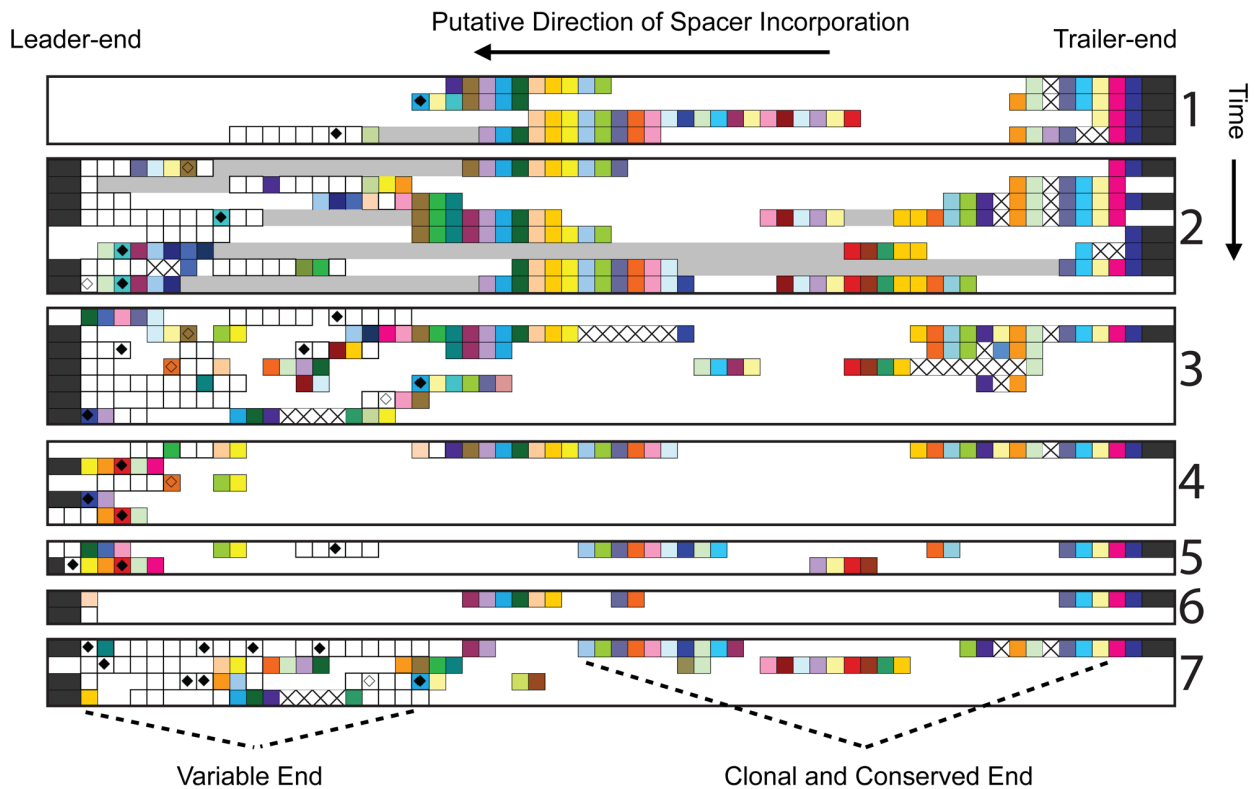 Putative Direction of Spacer Incorporation
Leader-end
Trailer-end
1
Time
2
3
4
5
6
7
Variable End
Clonal and Conserved End